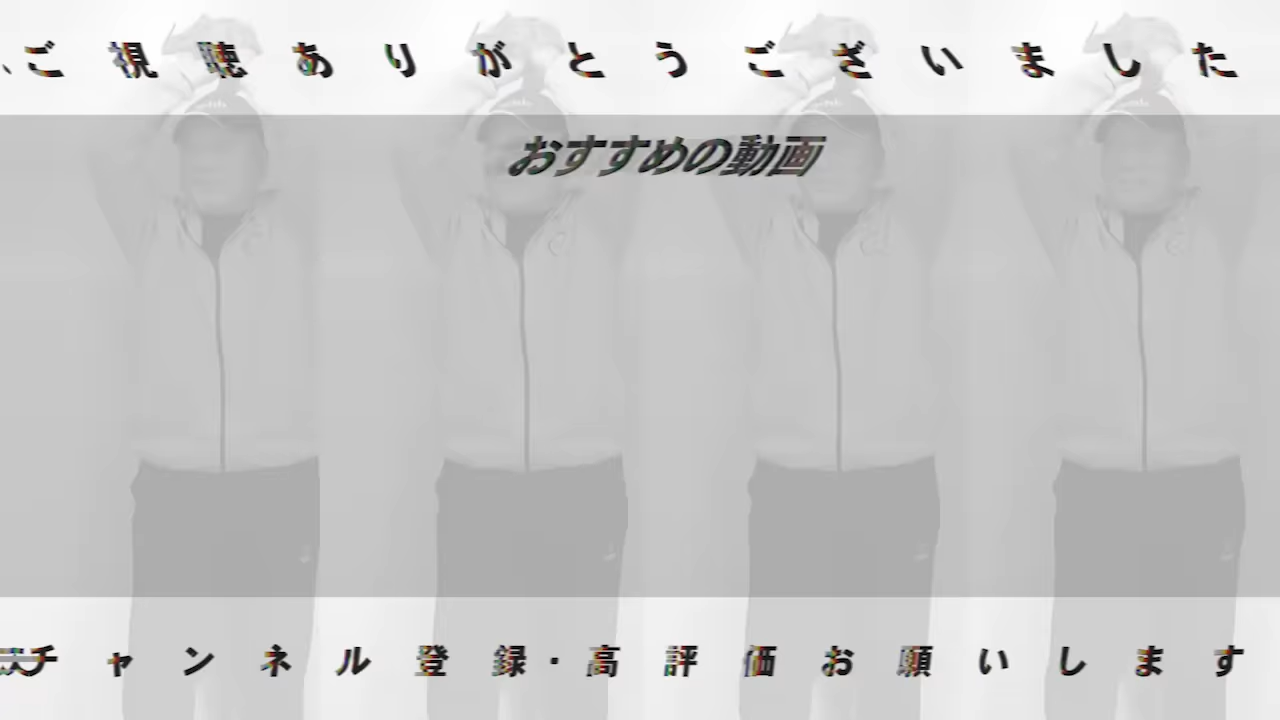 ご視聴ありがとうございました
おすすめの動画
チャンネル登録・高評価お願いします